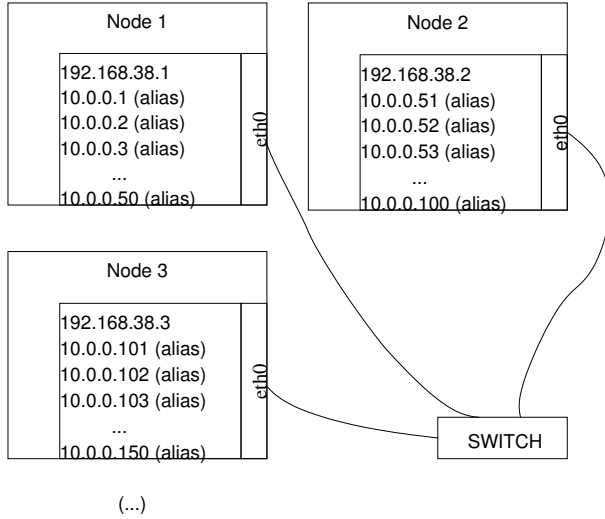 Node 1
192.168.38.1
10.0.0.1 (alias)
10.0.0.2 (alias)
10.0.0.3 (alias)
...
10.0.0.50 (alias)
eth0
Node 2
192.168.38.2
10.0.0.51 (alias)
10.0.0.52 (alias)
10.0.0.53 (alias)
...
10.0.0.100 (alias)
eth0
Node 3
192.168.38.3
10.0.0.101 (alias)
10.0.0.102 (alias)
10.0.0.103 (alias)
...
10.0.0.150 (alias)
eth0
SWITCH
(...)